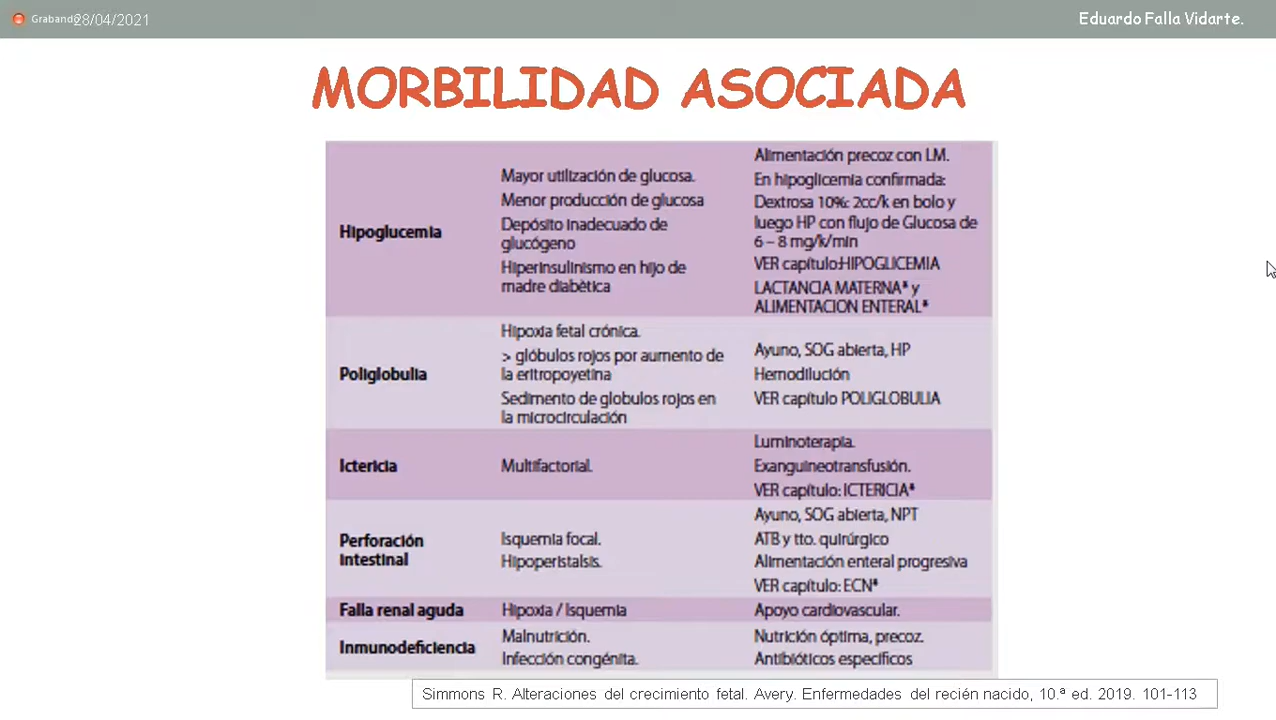 Grabando
28/04/2021
Eduardo Falla Vidarte.
MORBILIDAD ASOCIADA
Hipoglucemia
Mayor utilización de glucosa.
Menor producción de glucosa
Depósito inadecuado de
glucógeno
Hiperinsulinismo en hijo de
madre diabètica
Alimentación precoz con LM.
En hipoglicemia confirmada:
Dextrosa 10%: 2cc/k en bolo y
luego HP con flujo de Glucosa de
6 – 8 mg/k/min
VER capítulo:HIPOGLICEMIA
LACTANCIA MATERNA* y
ALIMENTACION ENTERAL*
Poliglobulia
Hipoxia fetal crónica.
> glóbulos rojos por aumento de
la eritropoyetina
Sedimento de globulos rojos en
la microcirculación
Ayuno, SOG abierta, HP
Hemodilución
VER capítulo POLIGLOBULIA
Ictericia
Multifactorial.
Luminoterapia.
Exanguineotransfusión.
VER capítulo: ICTERICIA*
Perforación
intestinal
Isquemia focal.
Hipoperistalsis.
Ayuno, SOG abierta, NPT
ATB y tto. quirúrgico
Alimentación enteral progresiva
VER capítulo: ECN*
Falla renal aguda
Hipoxia / Isquemia
Apoyo cardiovascular.
Inmunodeficiencia
Malnutrición.
Infección congénita.
Nutrición óptima, precoz.
Antibióticos específicos
Simmons R. Alteraciones del crecimiento fetal. Avery. Enfermedades del recién nacido, 10.ª ed. 2019. 101-113